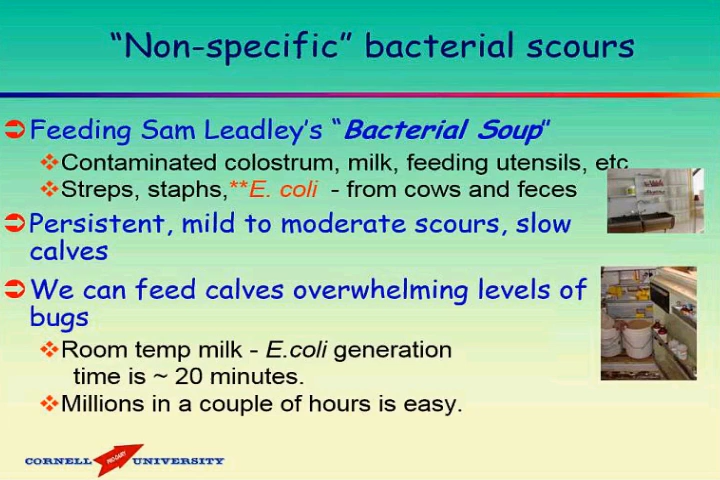 “Non-specific” bacterial scours
Feeding Sam Leadley's “Bacterial Soup”
Contaminated colostrum, milk, feeding utensils, etc
Streps, staphs,**E. coli - from cows and feces
Persistent, mild to moderate scours, slow
calves
We can feed calves overwhelming levels of
bugs
Room temp milk - E.coli generation
time is ~ 20 minutes.
Millions in a couple of hours is easy.
CORNELL PRO-DAIRY UNIVERSITY